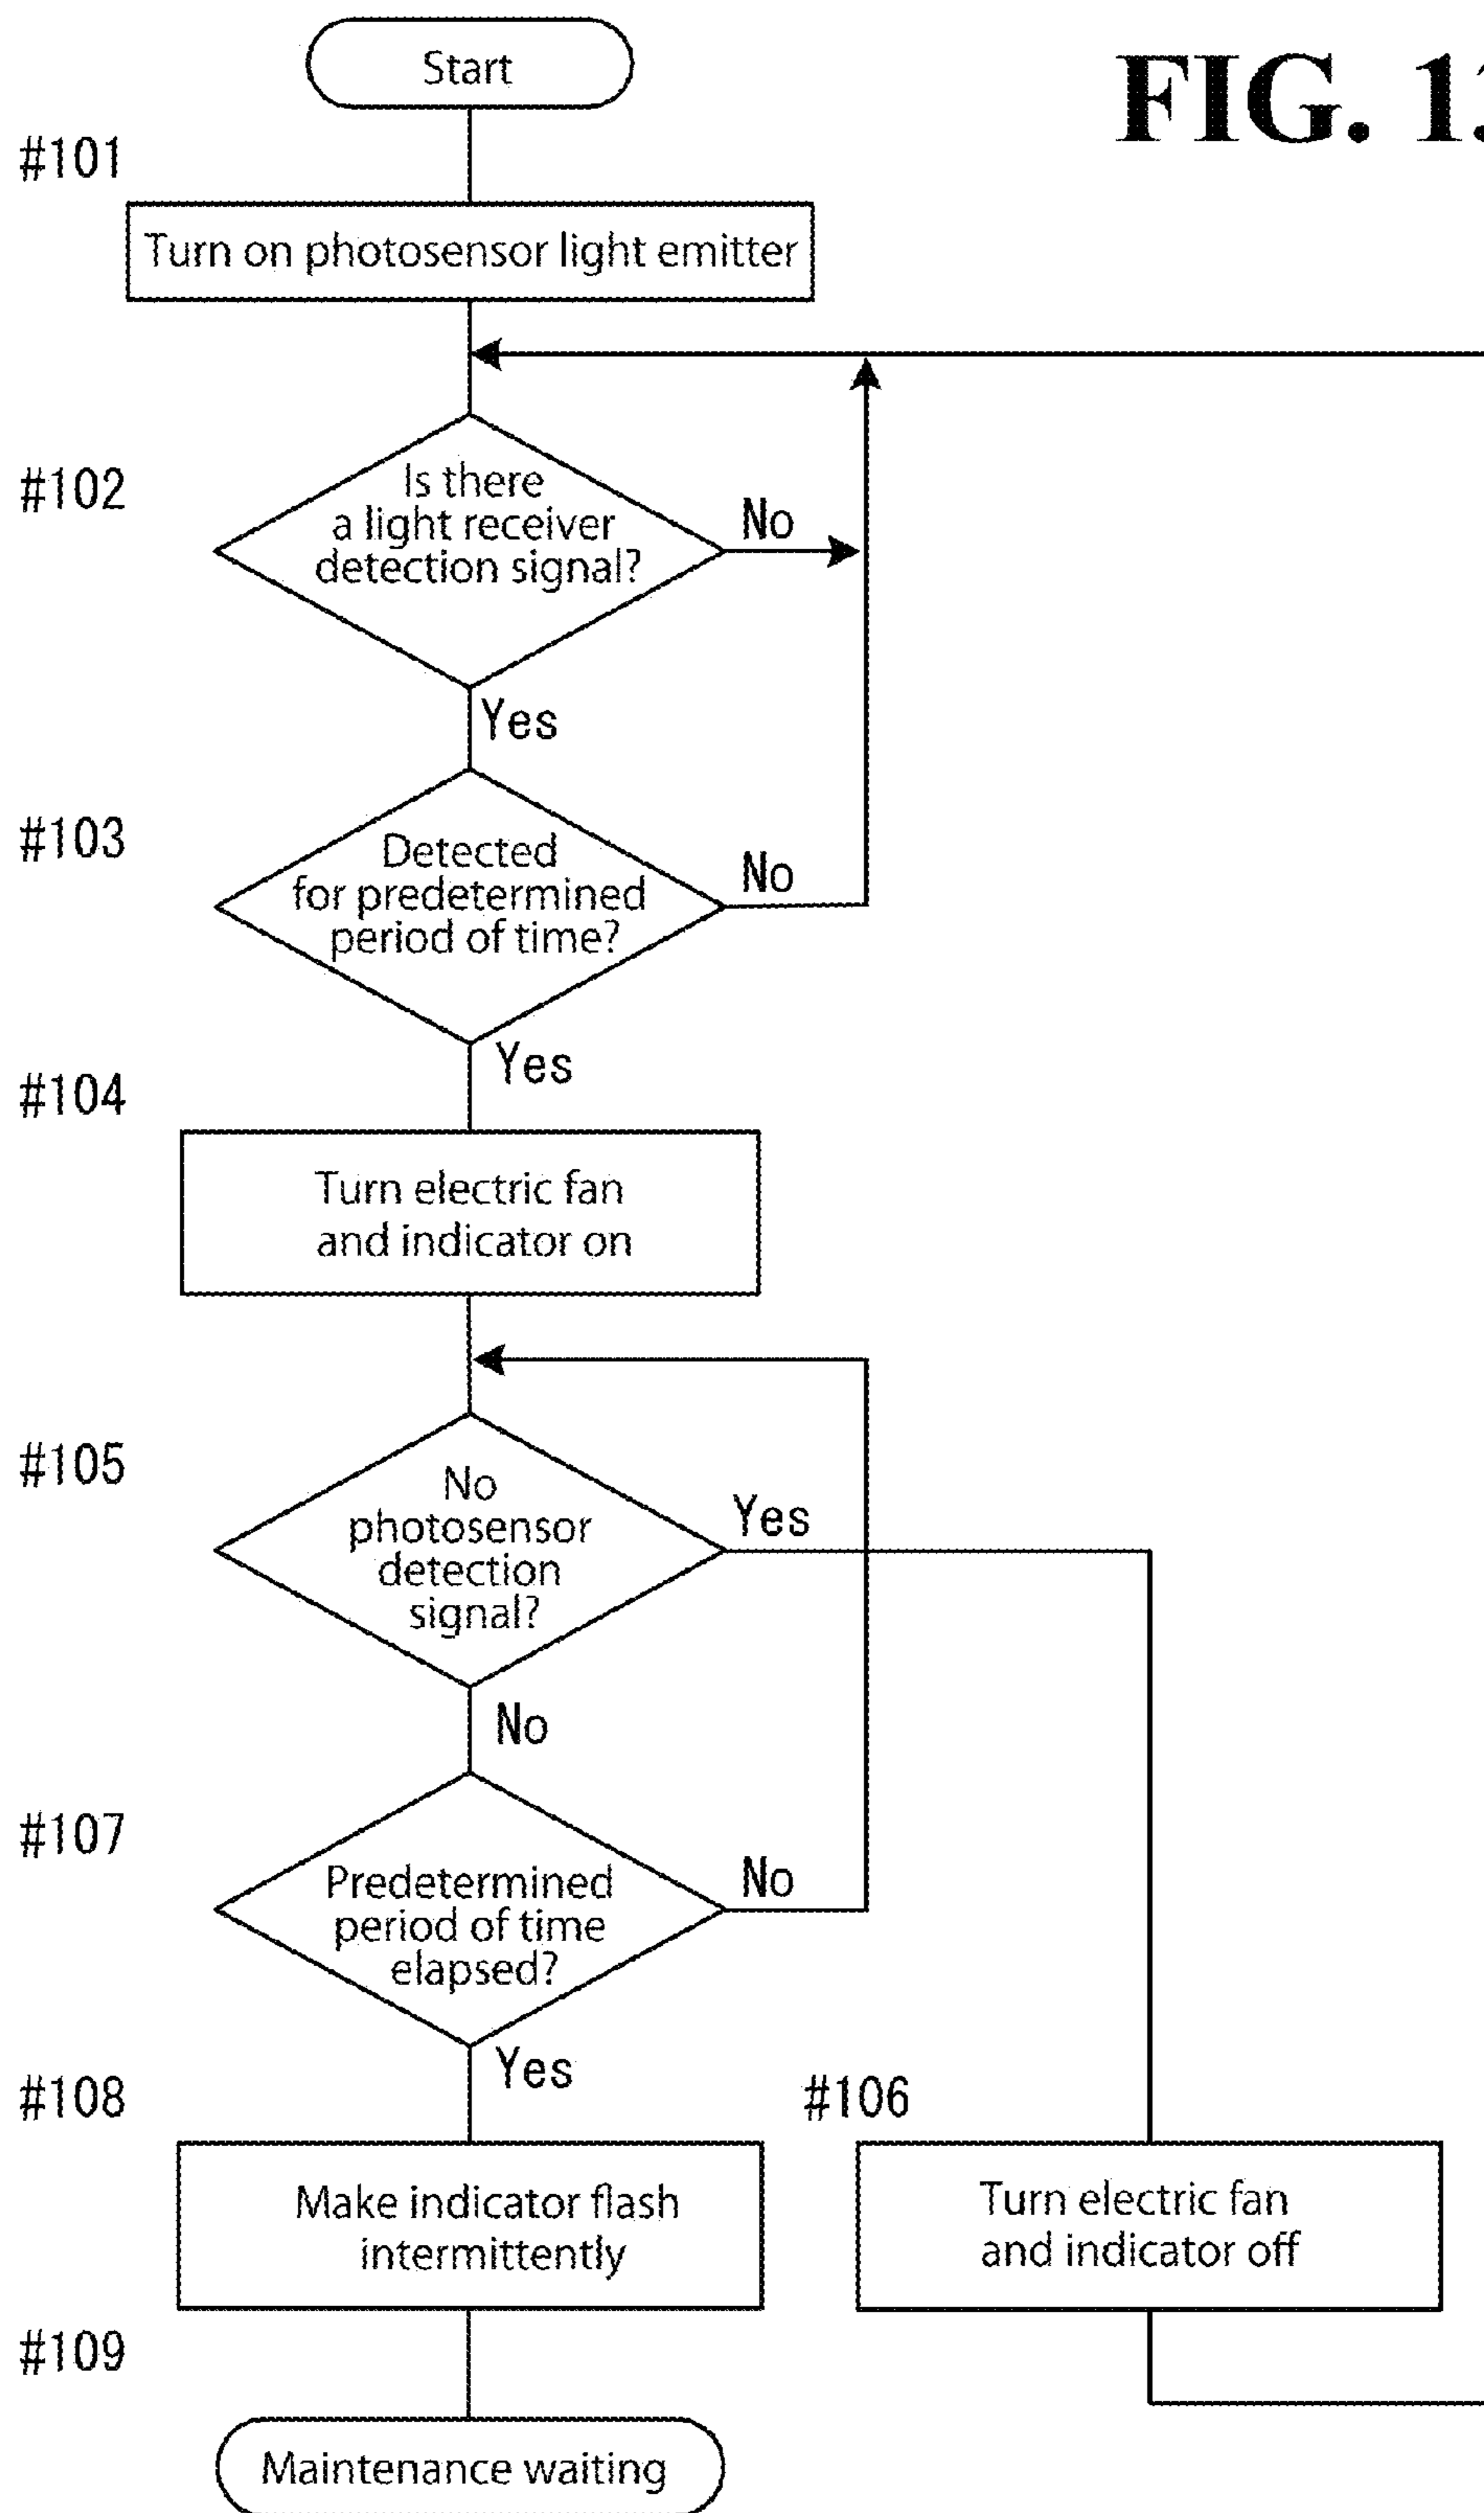 Start
FIG. 1
#101
Turn on photosensor light emitter
#102
Is there
a light receiver
detection signal?
No
Yes
#103
Detected
for predetermined
period of time?
No
Yes
#104
Turn electric fan
and indicator on
#105
No
photosensor
detection
signal?
Yes
No
#107
Predetermined
period of time
elapsed?
No
Yes
#108
Make indicator flash
intermittently
#106
Turn electric fan
and indicator off
#109
Maintenance waiting